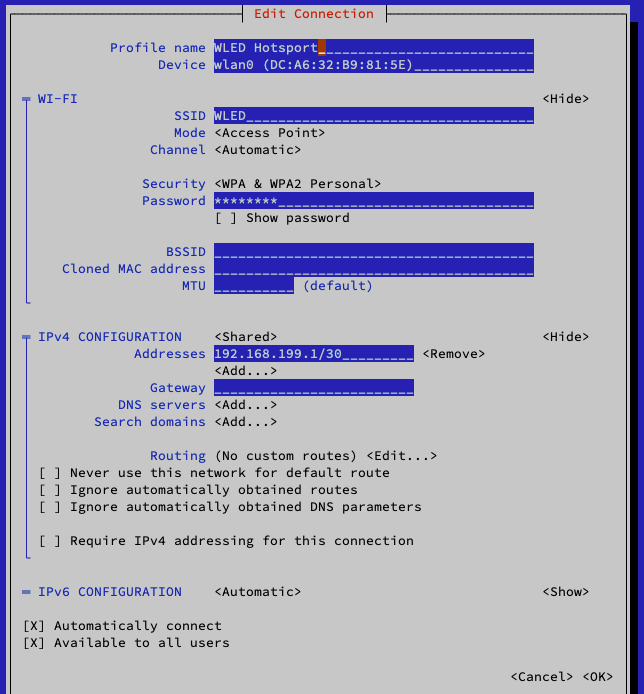 Edit Connection
Profile name WLED Hotsport_
Device wlan0 (DC:A6:32:B9:81:5E)
WI-FI <Hide>
SSID WLED
Mode <Access Point>
Channel <Automatic>
Security <WPA & WPA2 Personal>
Password ********
[ ] Show password
BSSID
Cloned MAC address
MTU (default)
IPv4 CONFIGURATION <Shared> <Hide>
Addresses 192.168.199.1/30 <Remove>
<Add...>
Gateway
DNS servers <Add...>
Search domains <Add...>
Routing (No custom routes) <Edit...>
[ ] Never use this network for default route
[ ] Ignore automatically obtained routes
[ ] Ignore automatically obtained DNS parameters
[ ] Require IPv4 addressing for this connection
IPv6 CONFIGURATION <Automatic> <Show>
[X] Automatically connect
[X] Available to all users
<Cancel> <OK>